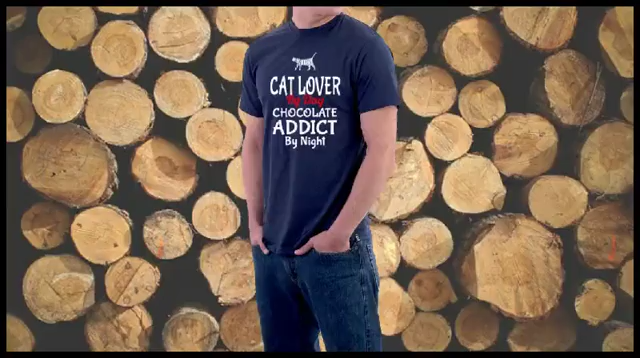 CAT LOVER
By Day
CHOCOLATE
ADDICT
By Night